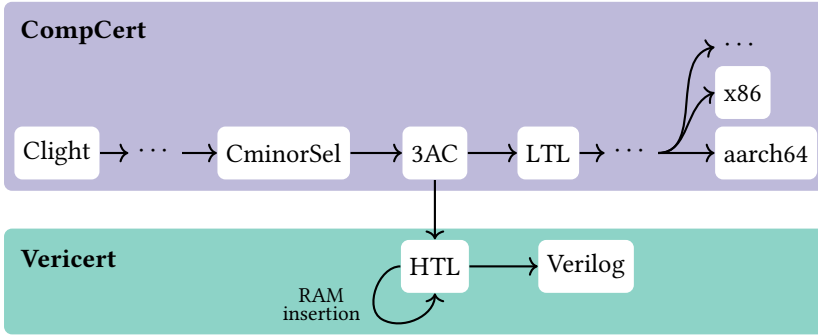 CompCert
· · ·
x86
Clight
· · ·
CminorSel
3AC
LTL
· · ·
aarch64
Vericert
HTL
Verilog
RAM
insertion